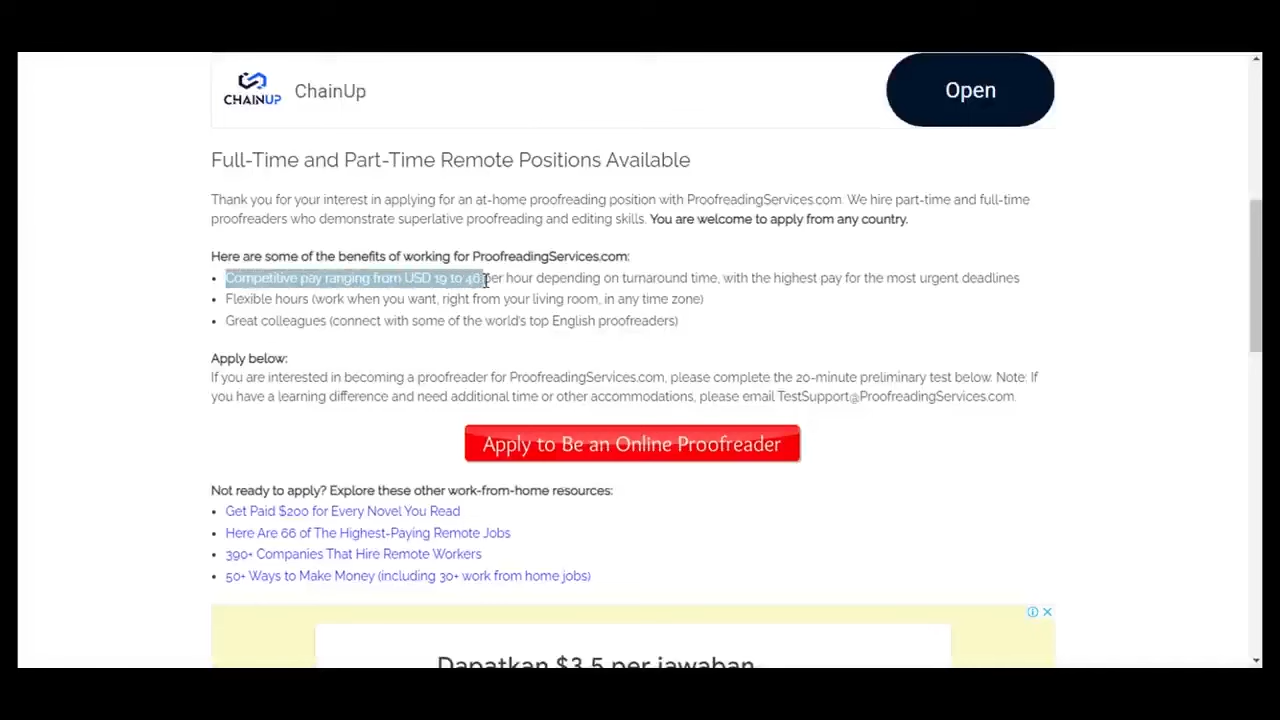 CHAINUP ChainUp Open
Full-Time and Part-Time Remote Positions Available
Thank you for your interest in applying for an at-home proofreading position with ProofreadingServices.com. We hire part-time and full-time
proofreaders who demonstrate superlative proofreading and editing skills. You are welcome to apply from any country.
Here are some of the benefits of working for ProofreadingServices.com:
• Competitive pay ranging from USD 19 to 46 per hour depending on turnaround time, with the highest pay for the most urgent deadlines
• Flexible hours (work when you want, right from your living room, in any time zone)
• Great colleagues (connect with some of the world's top English proofreaders)
Apply below:
If you are interested in becoming a proofreader for ProofreadingServices.com, please complete the 20-minute preliminary test below. Note: If
you have a learning difference and need additional time or other accommodations, please email TestSupport@ProofreadingServices.com.
Apply to Be an Online Proofreader
Not ready to apply? Explore these other work-from-home resources:
• Get Paid $200 for Every Novel You Read
• Here Are 66 of The Highest-Paying Remote Jobs
• 390+ Companies That Hire Remote Workers
• 50+ Ways to Make Money (including 30+ work from home jobs)
Dapatkan $3.5 per jawaban